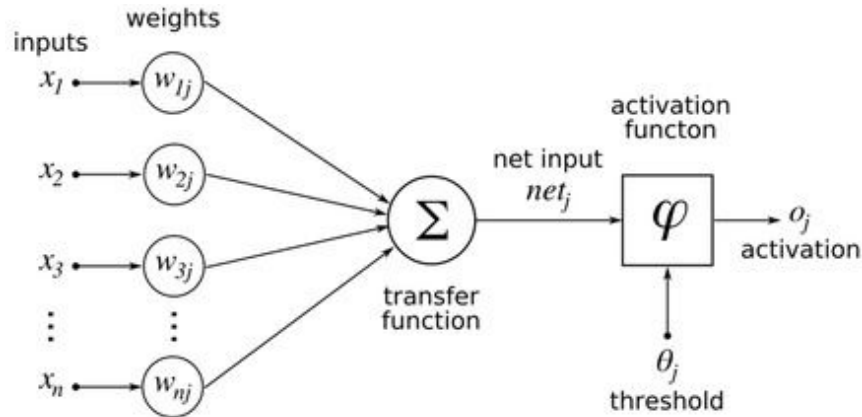 inputs
weights
x1
w1j
x2
w2j
x3
w3j
xn
wnj
Σ
transfer
function
net input
netj
activation
functon
φ
oj
activation
θj
threshold